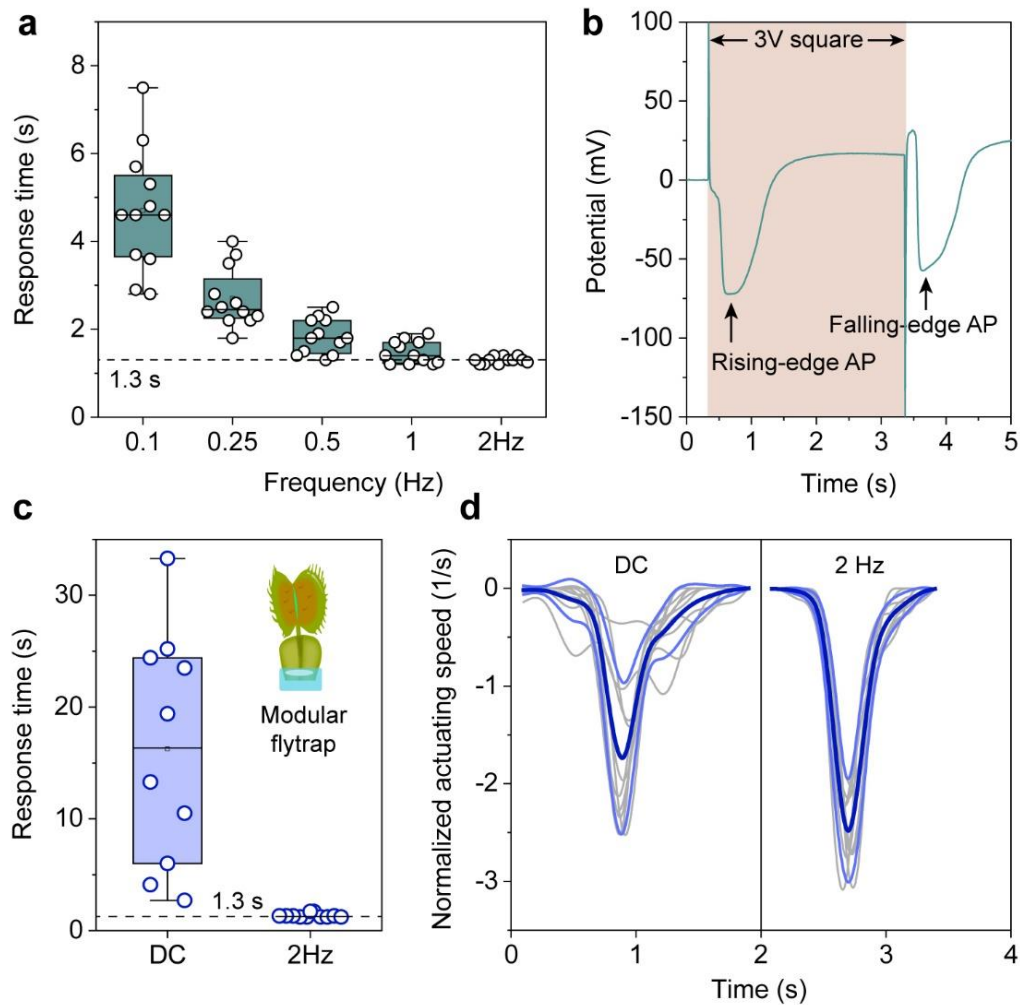 a
Response time (s)
8
6
4
2
0
1.3 s
0.1
0.25
0.5
1
2Hz
Frequency (Hz)
b
Potential (mV)
100
50
0
-50
-100
-150
3V square
Rising-edge AP
Falling-edge AP
0
1
2
3
4
5
Time (s)
c
Response time (s)
30
20
10
0
Modular
flytrap
1.3 s
DC
2Hz
d
Normalized actuating speed (1/s)
0
-1
-2
-3
DC
2 Hz
0
1
2
3
4
Time (s)